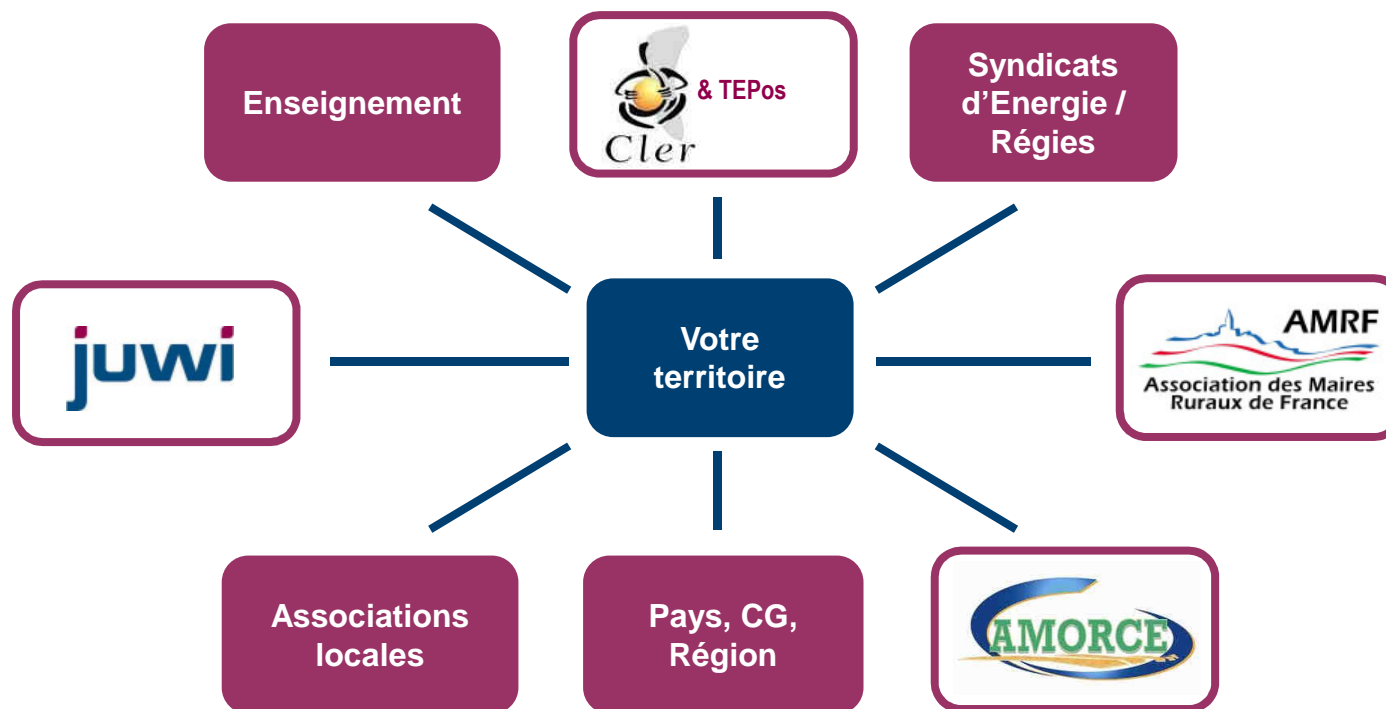 Enseignement
& TEPos
Cler
Syndicats
d'Energie /
Régies
juwi
Votre
territoire
AMRF
Association des Maires
Ruraux de France
Associations
locales
Pays, CG,
Région
AMORCE